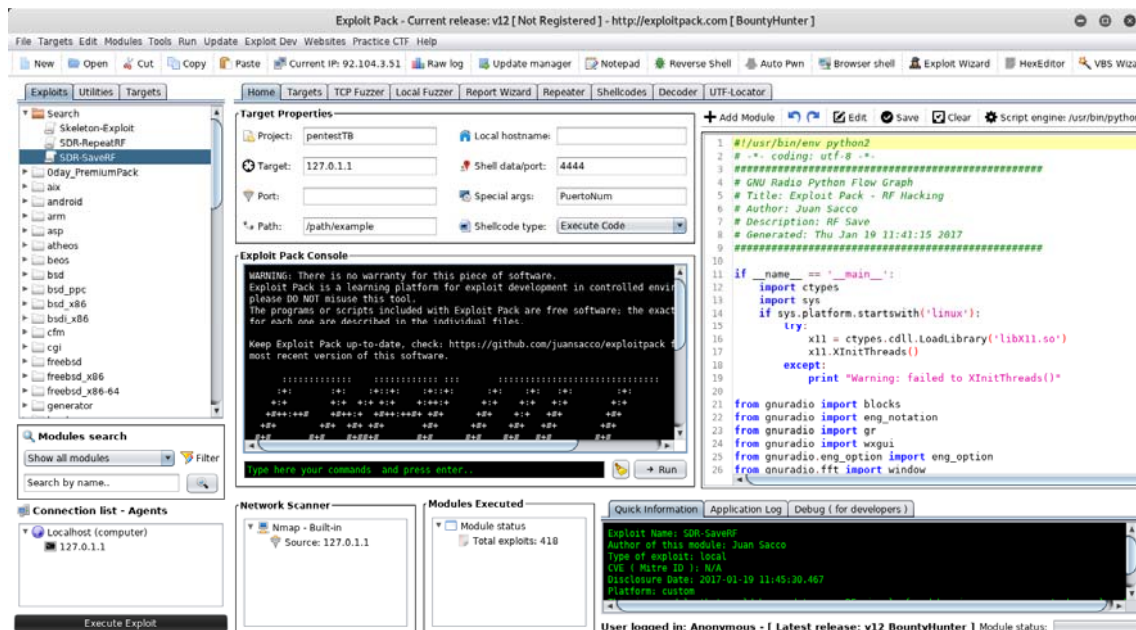 Exploit Pack - Current release: v12 [ Not Registered ] - http://exploitpack.com [ BountyHunter ]
File Targets Edit Modules Tools Run Update Exploit Dev Websites Practice CTF Help
New Open Cut Copy Paste Current IP: 92.104.3.51 Raw log Update manager Notepad Reverse Shell Auto Pwn Browser shell Exploit Wizard HexEditor VBS Wiza
Exploits Utilities Targets
Search
Skeleton-Exploit
SDR-RepeatRF
SDR-SaveRF
0day_PremiumPack
aix
android
arm
asp
atheos
beos
bsd
bsd_ppc
bsd_x86
bsdi_x86
cfm
cgi
freebsd
freebsd_x86
freebsd_x86-64
generator
Modules search
Show all modules Filter
Search by name..
Connection list - Agents
Localhost (computer)
127.0.1.1
Execute Exploit
Home Targets TCP Fuzzer Local Fuzzer Report Wizard Repeater Shellcodes Decoder UTF-Locator
Target Properties
Project: pentestTB Local hostname:
Target: 127.0.1.1 Shell data/port: 4444
Port: Special args: PuertoNum
Path: /path/example Shellcode type: Execute Code
Exploit Pack Console
WARNING: There is no warranty for this piece of software.
Exploit Pack is a learning platform for exploit development in controlled envir
please DO NOT misuse this tool.
The programs or scripts included with Exploit Pack are free software; the exact
for each one are described in the individual files.
Keep Exploit Pack up-to-date, check: https://github.com/juansacco/exploitpack f
most recent version of this software.
Type here your commands and press enter.. Run
Network Scanner
Nmap - Built-in
Source: 127.0.1.1
Modules Executed
Module status
Total exploits: 418
Add Module Edit Save Clear Script engine: /usr/bin/python
1 #!/usr/bin/env python2
2 # -*- coding: utf-8 -*-
3 ##################################################
4 # GNU Radio Python Flow Graph
5 # Title: Exploit Pack - RF Hacking
6 # Author: Juan Sacco
7 # Description: RF Save
8 # Generated: Thu Jan 19 11:41:15 2017
9 ##################################################
10
11 if __name__ == '__main__':
12 import ctypes
13 import sys
14 if sys.platform.startswith('linux'):
15 try:
16 x11 = ctypes.cdll.LoadLibrary('libX11.so')
17 x11.XInitThreads()
18 except:
19 print "Warning: failed to XInitThreads()"
20
21 from gnuradio import blocks
22 from gnuradio import eng_notation
23 from gnuradio import gr
24 from gnuradio import wxgui
25 from gnuradio.eng_option import eng_option
26 from gnuradio.fft import window
Quick Information Application Log Debug ( for developers )
Exploit Name: SDR-SaveRF
Author of this module: Juan Sacco
Type of exploit: local
CVE ( Mitre ID ): N/A
Disclosure Date: 2017-01-19 11:45:30.467
Platform: custom
User logged in: Anonymous - [ Latest release: v12 BountyHunter ] Module status: